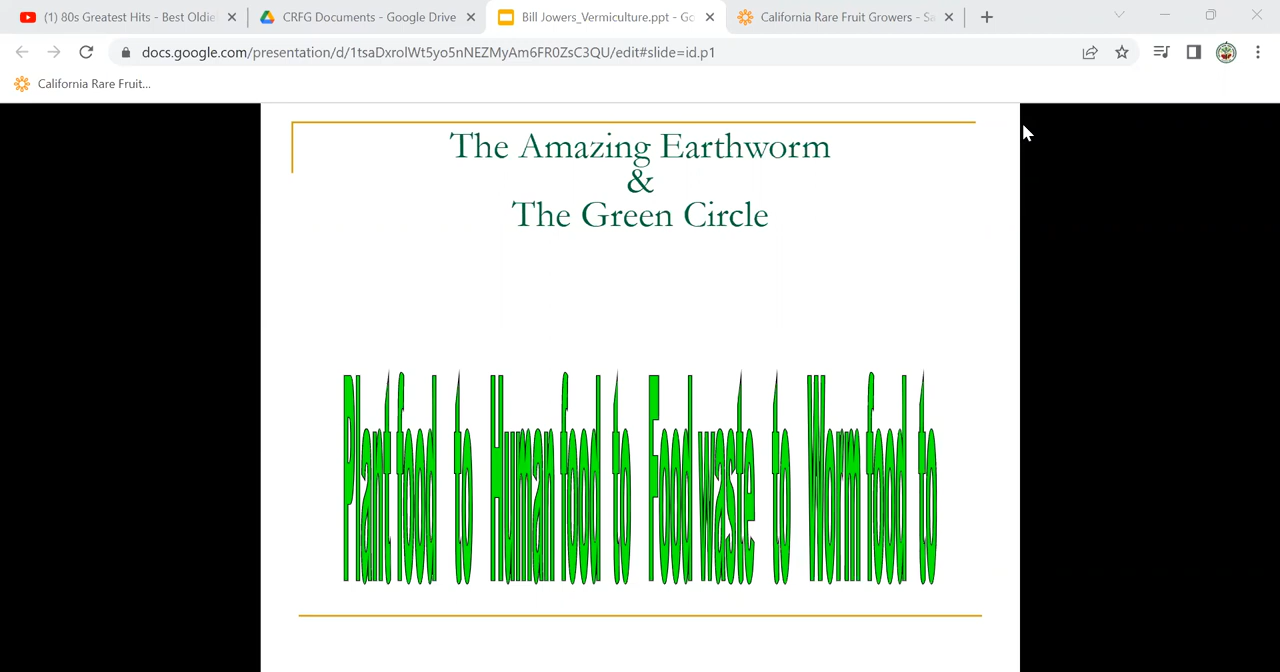 (1) 80s Greatest Hits - Best Oldie
CRFG Documents - Google Drive
Bill Jowers_Vermiculture.ppt - Go
California Rare Fruit Growers - Sa
docs.google.com/presentation/d/1tsaDxrolWt5yo5nNEZMyAm6FR0ZsC3QU/edit#slide=id.p1
California Rare Fruit...
The Amazing Earthworm
&
The Green Circle
Plant food to Human food to Food waste to Worm food to